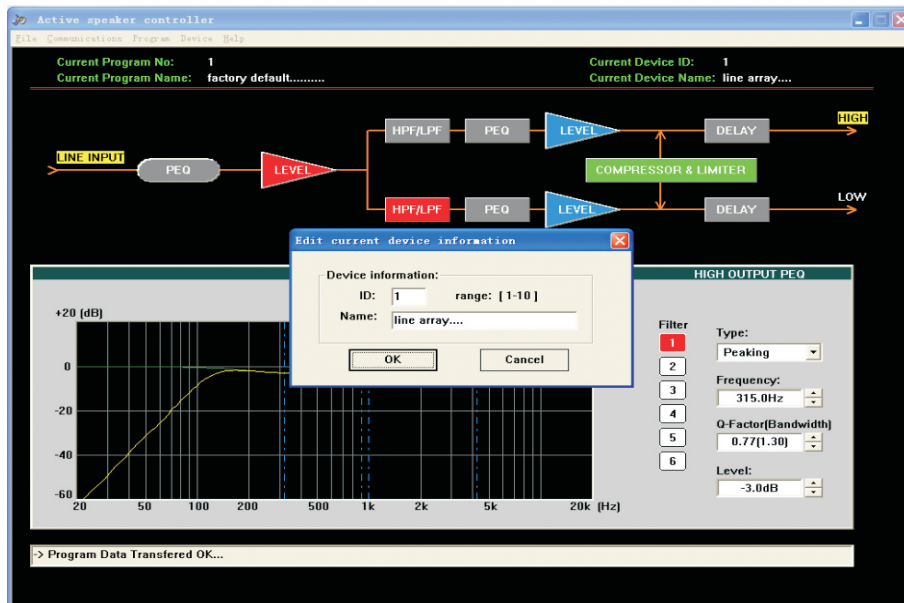 Active speaker controller
File Communications Program Device Help
Current Program No: 1
Current Device ID: 1
Current Program Name: factory default..........
Current Device Name: line array....
HIGH
HPF/LPF PEQ LEVEL DELAY
LINE INPUT
PEQ LEVEL COMPRESSOR & LIMITER
LOW
HPF/LPF PEQ LEVEL DELAY
Edit current device information
Device information:
ID: 1 range: [ 1-10 ]
Name: line array....
OK Cancel
HIGH OUTPUT PEQ
+20 (dB)
0
-20
-40
-60
20 50 100 200 500 1k 2k 5k 20k (Hz)
Filter
1
2
3
4
5
6
Type:
Peaking
Frequency:
315.0Hz
Q-Factor(Bandwidth)
0.77(1.30)
Level:
-3.0dB
-> Program Data Transfered OK...